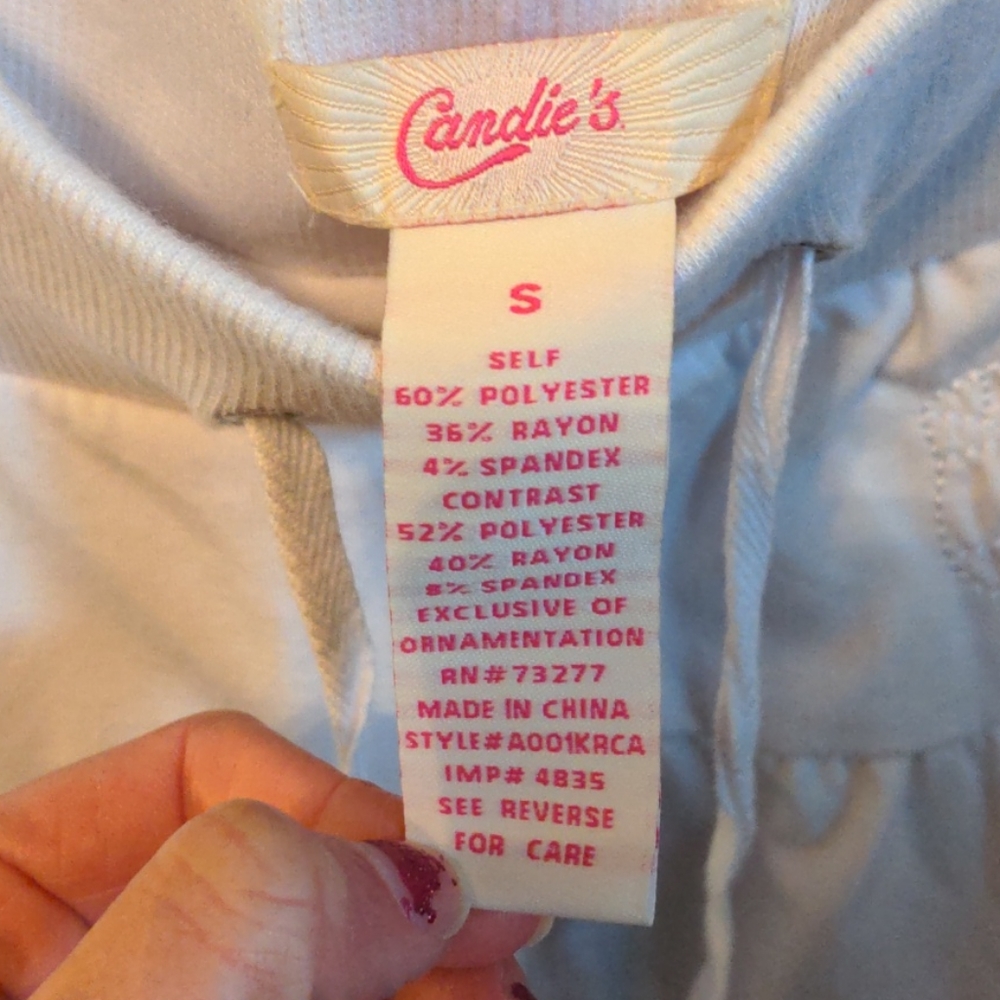 Candie's
S
SELF
60% POLYESTER
36% RAYON
4% SPANDEX
CONTRAST
52% POLYESTER
40% RAYON
8% SPANDEX
EXCLUSIVE OF
ORNAMENTATION
RN#73277
MADE IN CHINA
STYLE#A001KRCA
IMP# 4835
SEE REVERSE
FOR CARE